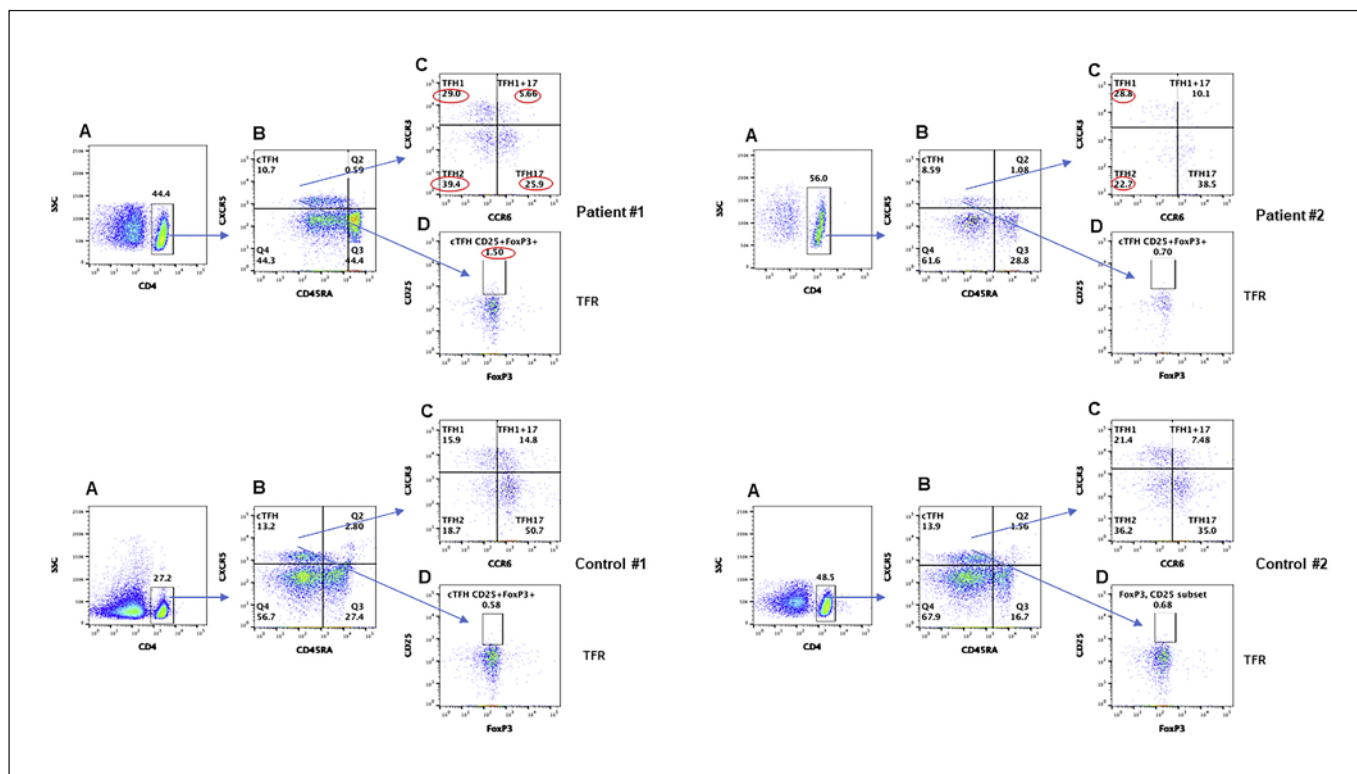 C
TFH1 TFH1+17
29.0 5.66
CXCR3
TFH2 TFH17
39.4 25.9
CCR6
A
44.4
SSC
CD4
B
cTFH Q2
10.7 0.59
CXCR5
Q4 Q3
44.3 44.4
CD45RA
D
cTFH CD25+FoxP3+
1.50
CD25
FoxP3
Patient #1
TFR
C
TFH1 TFH1+17
28.8 10.1
CXCR3
TFH2 TFH17
22.7 38.5
CCR6
A
56.0
SSC
CD4
B
cTFH Q2
8.59 1.08
CXCR5
Q4 Q3
61.6 28.8
CD45RA
D
cTFH CD25+FoxP3+
0.70
CD25
FoxP3
Patient #2
TFR
C
TFH1 TFH1+17
15.9 14.8
CXCR3
TFH2 TFH17
18.7 50.7
CCR6
A
27.2
SSC
CD4
B
cTFH Q2
13.2 2.80
CXCR5
Q4 Q3
56.7 27.4
CD45RA
D
cTFH CD25+FoxP3+
0.58
CD25
FoxP3
Control #1
TFR
C
TFH1 TFH1+17
21.4 7.48
CXCR3
TFH2 TFH17
36.2 35.0
CCR6
A
48.5
SSC
CD4
B
cTFH Q2
13.9 1.56
CXCR5
Q4 Q3
67.9 16.7
CD45RA
D
FoxP3, CD25 subset
0.68
CD25
FoxP3
Control #2
TFR